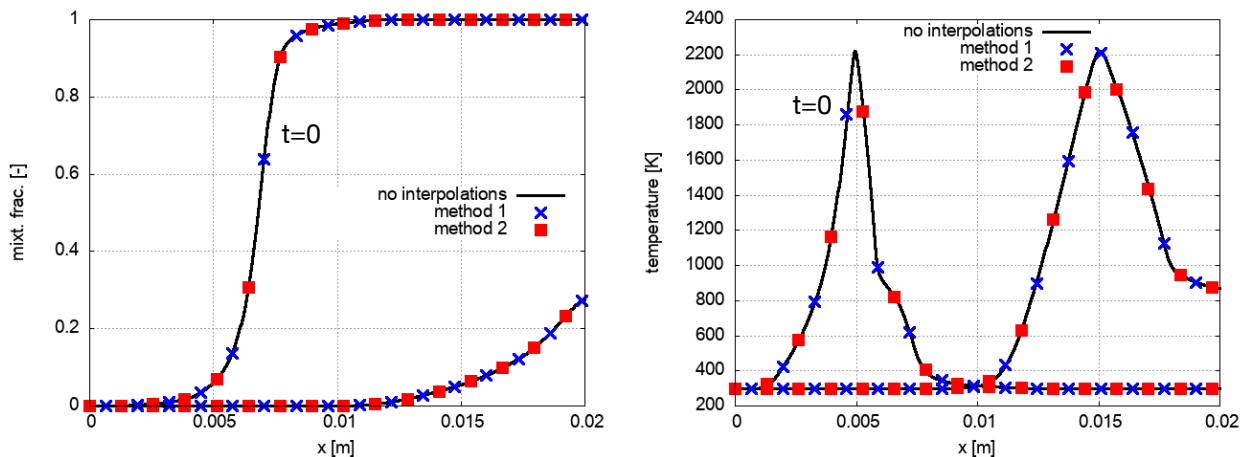 mixt. frac. [-]
1
0.8
0.6
0.4
0.2
0
t=0
no interpolations
method 1
method 2
0
0.005
0.01
0.015
0.02
x [m]
temperature [K]
2400
2200
2000
1800
1600
1400
1200
1000
800
600
400
200
no interpolations
method 1
method 2
t=0
0
0.005
0.01
0.015
0.02
x [m]